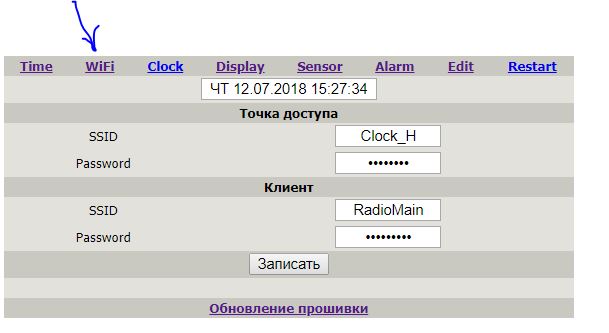 Time WiFi Clock Display Sensor Alarm Edit Restart
ЧТ 12.07.2018 15:27:34
Точка доступа
SSID Clock_H
Password ••••••••
Клиент
SSID RadioMain
Password •••••••••
Записать
Обновление прошивки